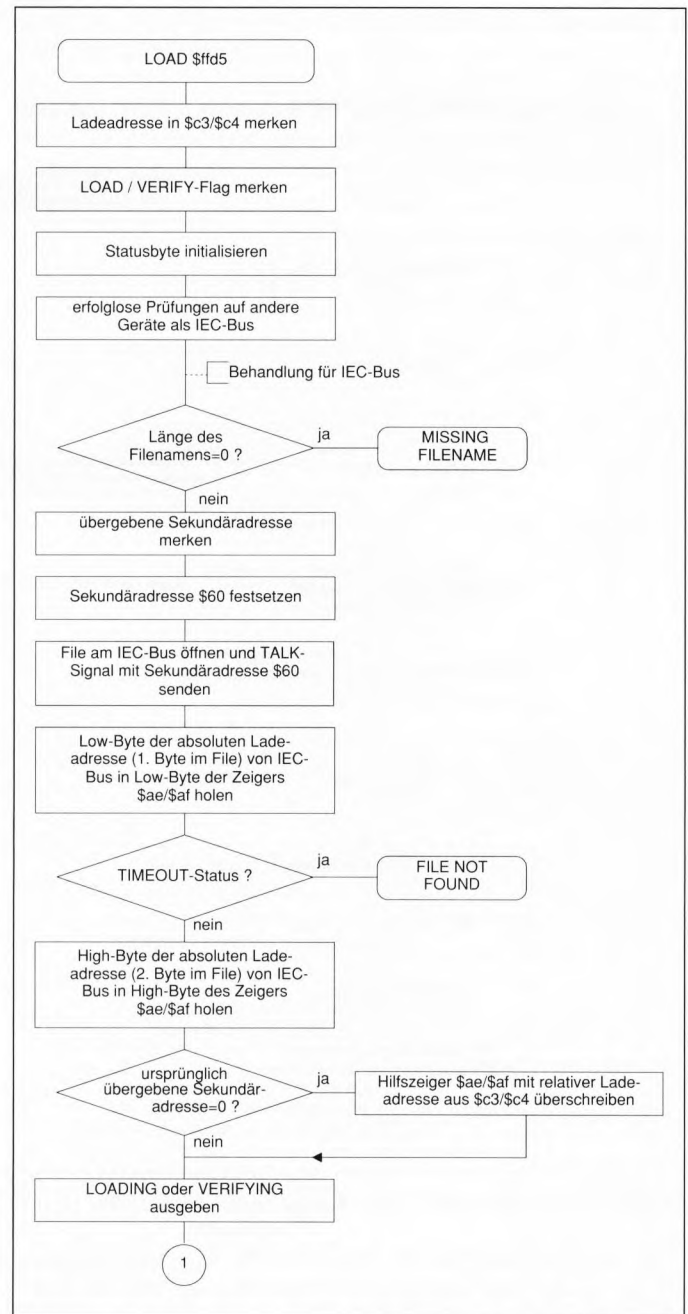 LOAD $ffd5
Ladeadresse in $c3/$c4 merken
LOAD / VERIFY-Flag merken
Statusbyte initialisieren
erfolglose Prüfungen auf andere
Geräte als IEC-Bus
Behandlung für IEC-Bus
Länge des
Filenamens=0 ?
ja
MISSING
FILENAME
nein
übergebene Sekundäradresse
merken
Sekundäradresse $60 festsetzen
File am IEC-Bus öffnen und TALK-
Signal mit Sekundäradresse $60
senden
Low-Byte der absoluten Lade-
adresse (1. Byte im File) von IEC-
Bus in Low-Byte der Zeigers
$ae/$af holen
TIMEOUT-Status ?
ja
FILE NOT
FOUND
nein
High-Byte der absoluten Lade-
adresse (2. Byte im File) von IEC-
Bus in High-Byte des Zeigers
$ae/$af holen
ursprünglich
übergebene Sekundär-
adresse=0 ?
ja
Hilfszeiger $ae/$af mit relativer Lade-
adresse aus $c3/$c4 überschreiben
nein
LOADING oder VERIFYING
ausgeben
1